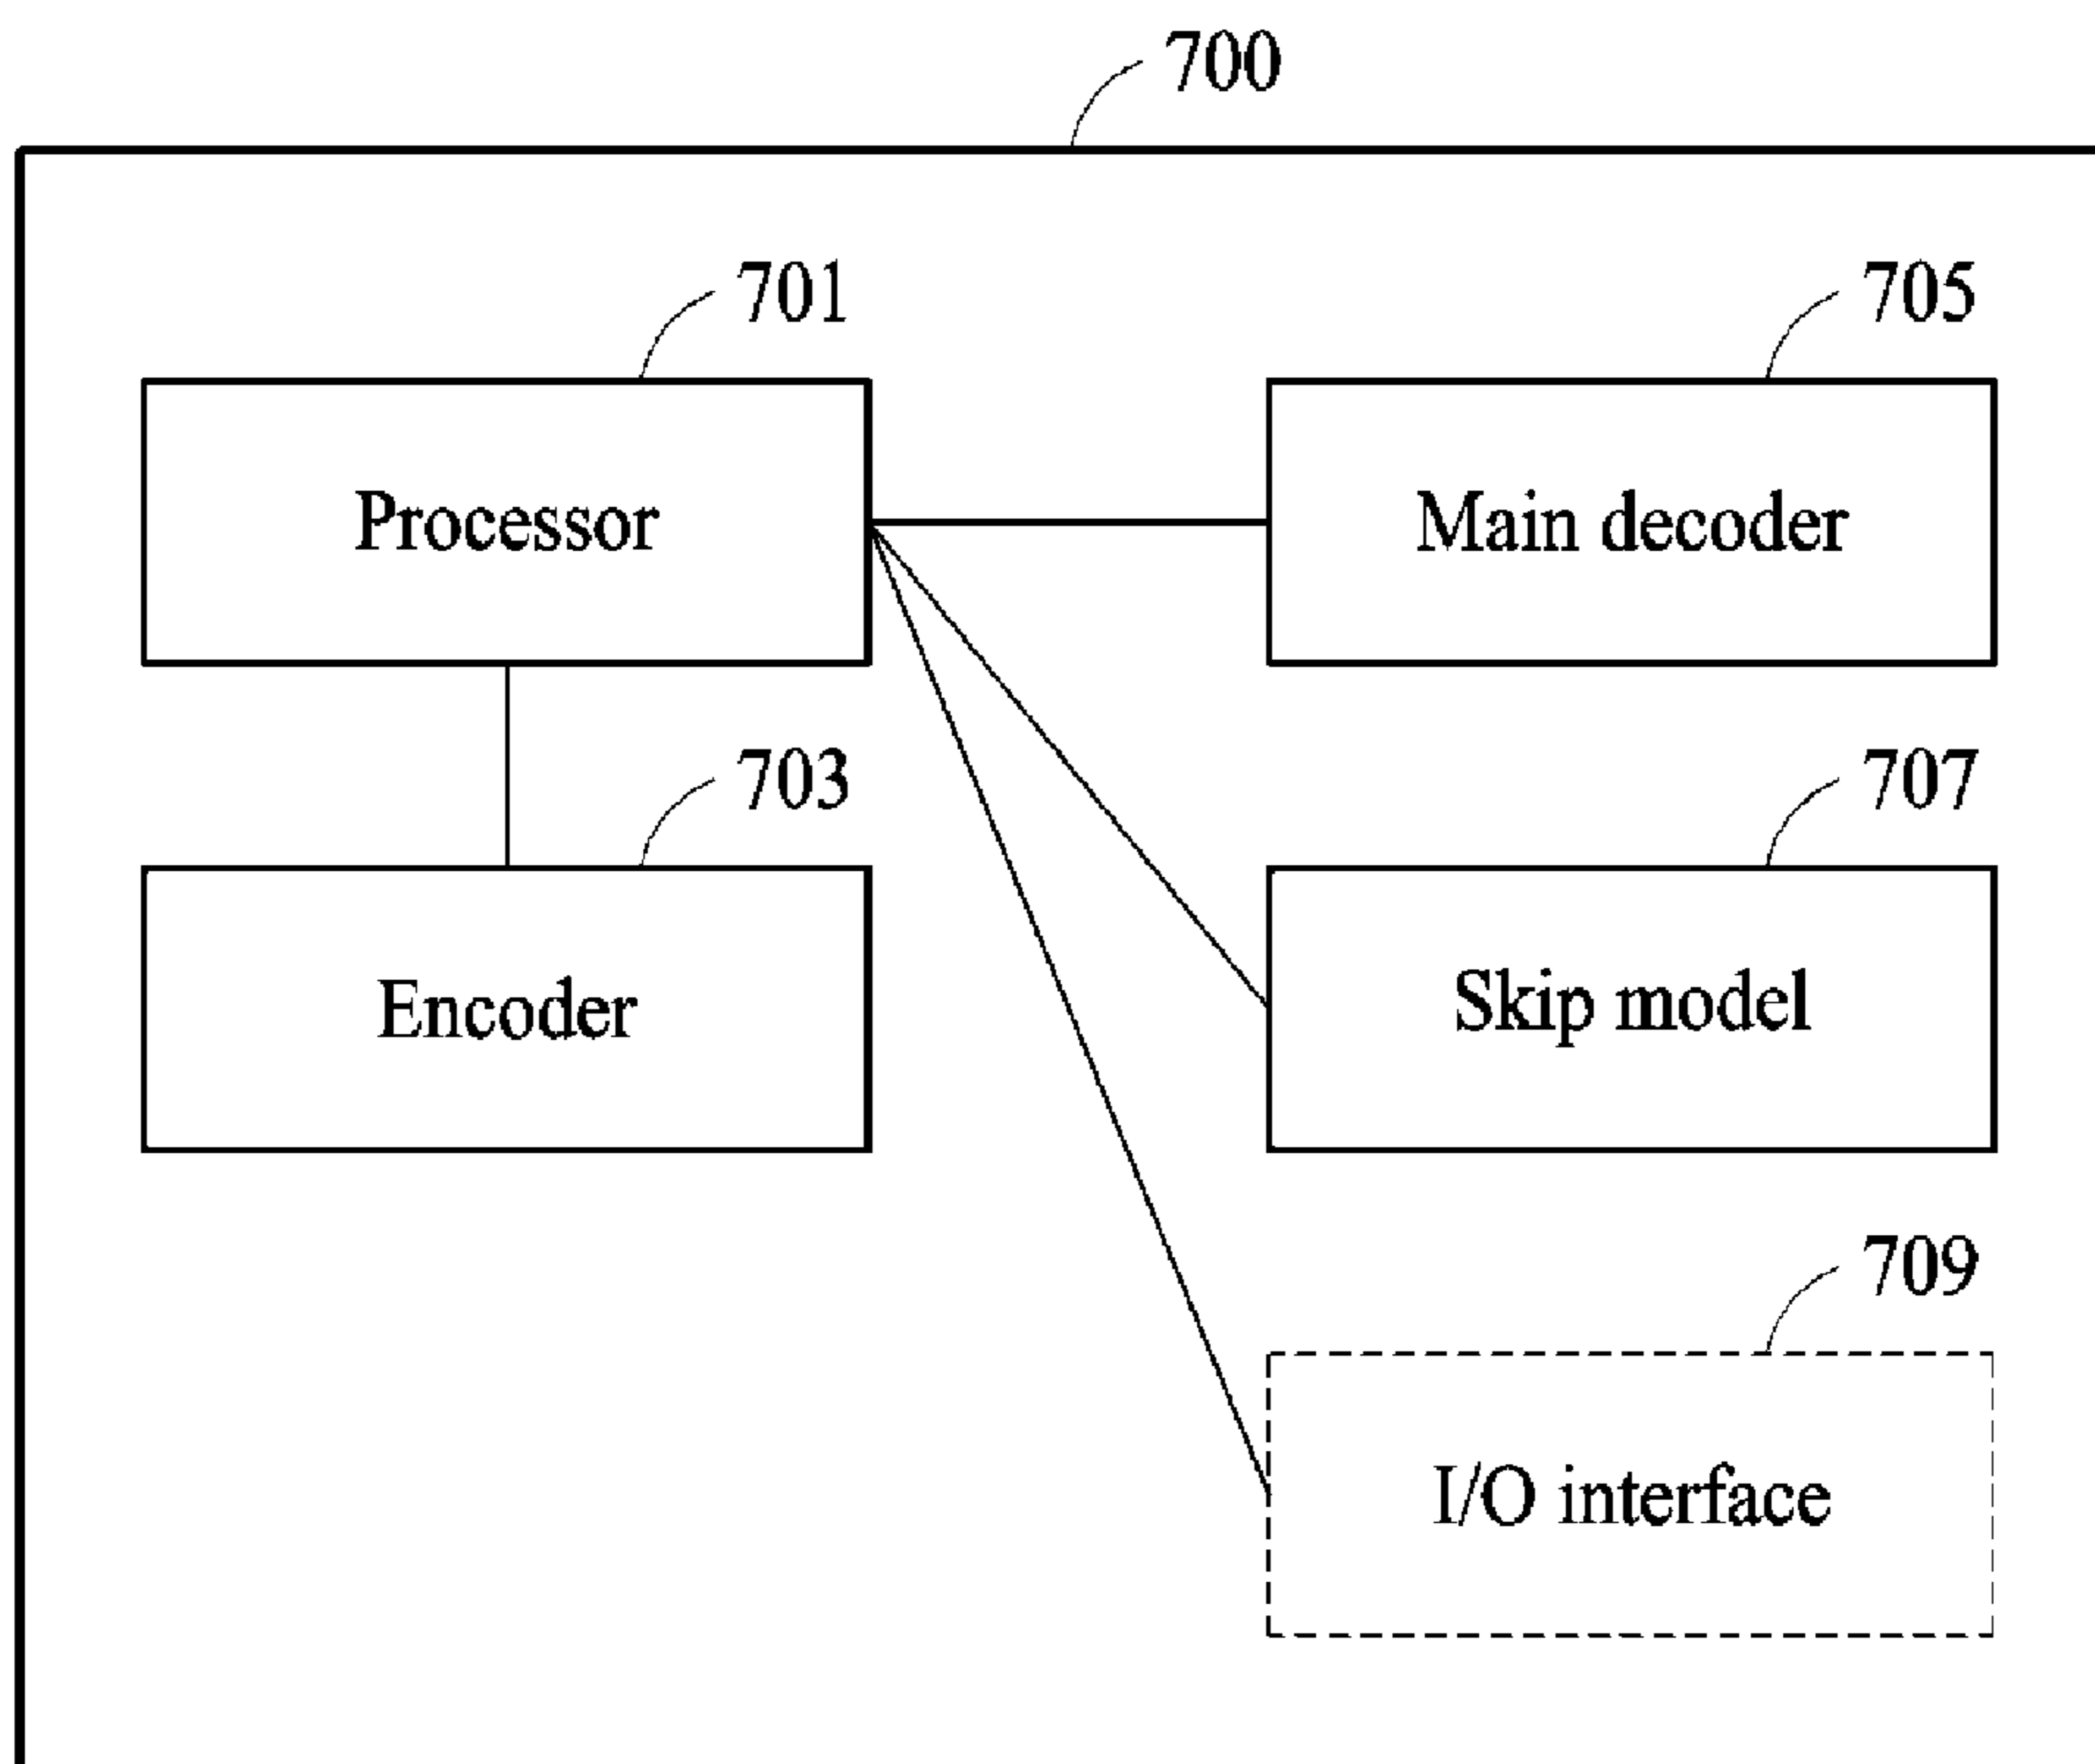 700
701
Processor
705
Main decoder
703
Encoder
707
Skip model
709
I/O interface